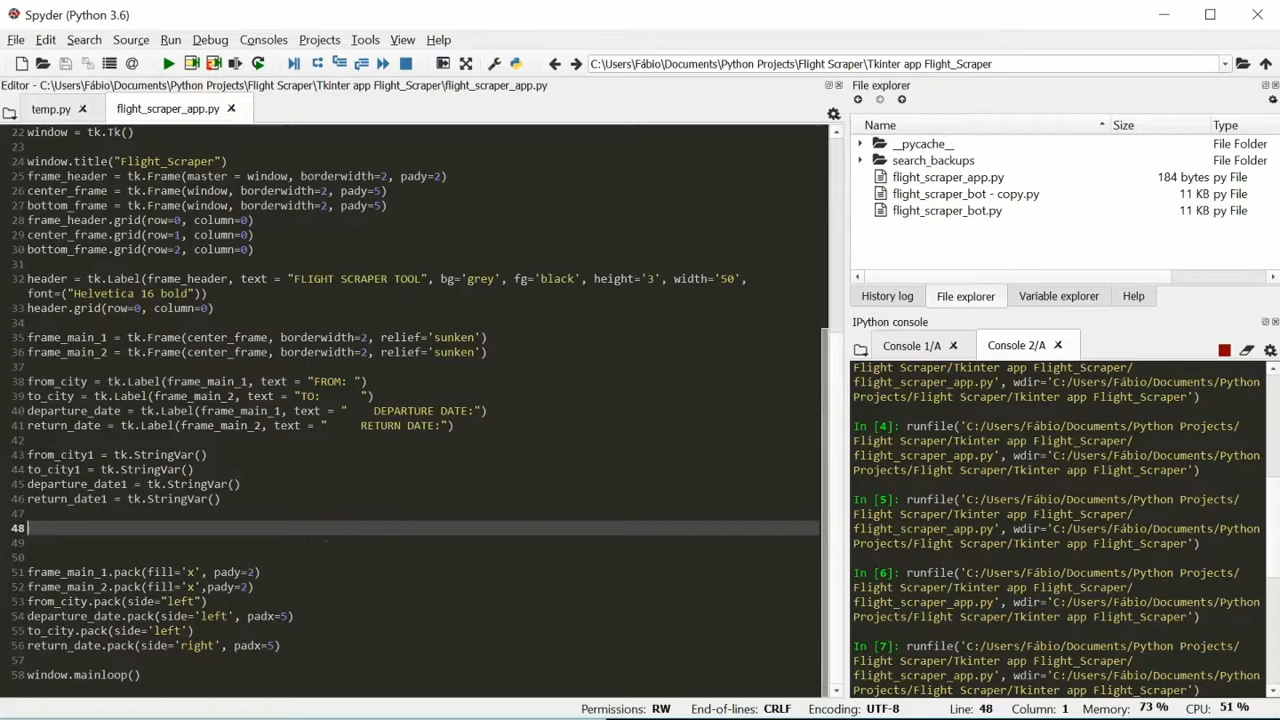 Spyder (Python 3.6)
File Edit Search Source Run Debug Consoles Projects Tools View Help
C:\Users\Fábio\Documents\Python Projects\Flight Scraper\Tkinter app Flight_Scraper
Editor - C:\Users\Fábio\Documents\Python Projects\Flight Scraper\Tkinter app Flight_Scraper\flight_scraper_app.py
temp.py flight_scraper_app.py
22 window = tk.Tk()
23
24 window.title("Flight_Scraper")
25 frame_header = tk.Frame(master = window, borderwidth=2, pady=2)
26 center_frame = tk.Frame(window, borderwidth=2, pady=5)
27 bottom_frame = tk.Frame(window, borderwidth=2, pady=5)
28 frame_header.grid(row=0, column=0)
29 center_frame.grid(row=1, column=0)
30 bottom_frame.grid(row=2, column=0)
31
32 header = tk.Label(frame_header, text = "FLIGHT SCRAPER TOOL", bg='grey', fg='black', height='3', width='50',
font=("Helvetica 16 bold"))
33 header.grid(row=0, column=0)
34
35 frame_main_1 = tk.Frame(center_frame, borderwidth=2, relief='sunken')
36 frame_main_2 = tk.Frame(center_frame, borderwidth=2, relief='sunken')
37
38 from_city = tk.Label(frame_main_1, text = "FROM: ")
39 to_city = tk.Label(frame_main_2, text = "TO:      ")
40 departure_date = tk.Label(frame_main_1, text = "    DEPARTURE DATE:")
41 return_date = tk.Label(frame_main_2, text = "     RETURN DATE:")
42
43 from_city1 = tk.StringVar()
44 to_city1 = tk.StringVar()
45 departure_date1 = tk.StringVar()
46 return_date1 = tk.StringVar()
47
48
49
50
51 frame_main_1.pack(fill='x', pady=2)
52 frame_main_2.pack(fill='x',pady=2)
53 from_city.pack(side="left")
54 departure_date.pack(side='left', padx=5)
55 to_city.pack(side='left')
56 return_date.pack(side='right', padx=5)
57
58 window.mainloop()
File explorer
Name Size Type
__pycache__ File Folder
search_backups File Folder
flight_scraper_app.py 184 bytes py File
flight_scraper_bot - copy.py 11 KB py File
flight_scraper_bot.py 11 KB py File
History log File explorer Variable explorer Help
IPython console
Console 1/A Console 2/A
Flight Scraper/Tkinter app Flight_Scraper/
flight_scraper_app.py', wdir='C:/Users/Fábio/Documents/Python
Projects/Flight Scraper/Tkinter app Flight_Scraper')
In [4]: runfile('C:/Users/Fábio/Documents/Python Projects/
Flight Scraper/Tkinter app Flight_Scraper/
flight_scraper_app.py', wdir='C:/Users/Fábio/Documents/Python
Projects/Flight Scraper/Tkinter app Flight_Scraper')
In [5]: runfile('C:/Users/Fábio/Documents/Python Projects/
Flight Scraper/Tkinter app Flight_Scraper/
flight_scraper_app.py', wdir='C:/Users/Fábio/Documents/Python
Projects/Flight Scraper/Tkinter app Flight_Scraper')
In [6]: runfile('C:/Users/Fábio/Documents/Python Projects/
Flight Scraper/Tkinter app Flight_Scraper/
flight_scraper_app.py', wdir='C:/Users/Fábio/Documents/Python
Projects/Flight Scraper/Tkinter app Flight_Scraper')
In [7]: runfile('C:/Users/Fábio/Documents/Python Projects/
Flight Scraper/Tkinter app Flight_Scraper/
flight_scraper_app.py', wdir='C:/Users/Fábio/Documents/Python
Projects/Flight Scraper/Tkinter app Flight_Scraper')
Permissions: RW End-of-lines: CRLF Encoding: UTF-8 Line: 48 Column: 1 Memory: 73 % CPU: 51 %